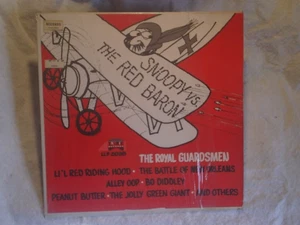 SNOOPY VS.
THE RED BARON
THE ROYAL GUARDSMEN
LI'L RED RIDING HOOD • THE BATTLE OF NEW ORLEANS
ALLEY OOP • BO DIDDLEY
PEANUT BUTTER • THE JOLLY GREEN GIANT • AND OTHERS